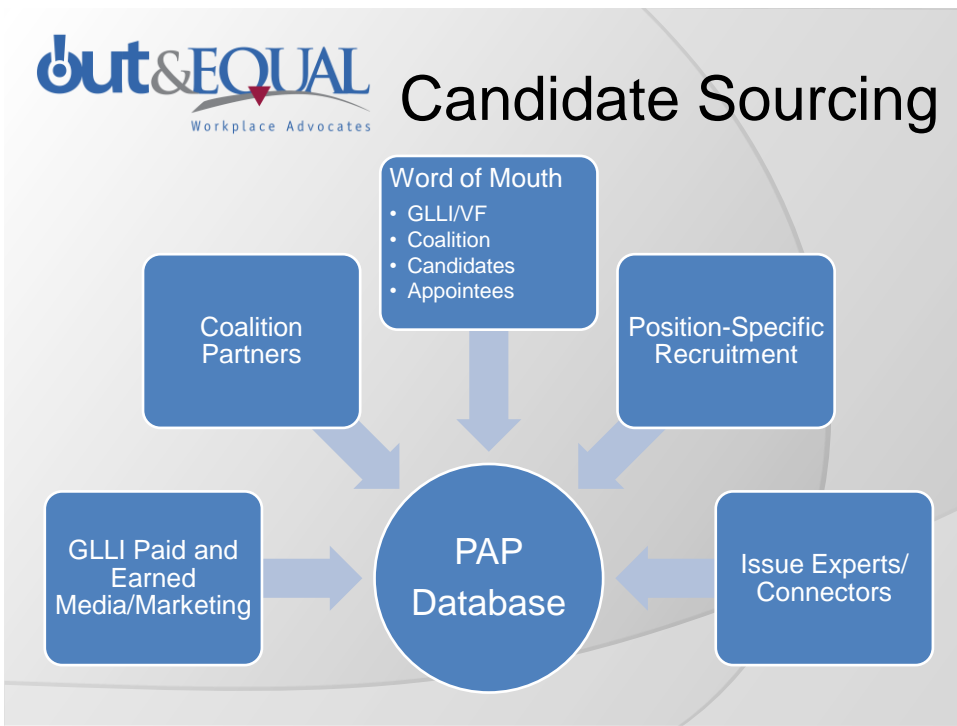 Out&EQUAL
Workplace Advocates
Candidate Sourcing
Word of Mouth
• GLLI/VF
• Coalition
• Candidates
• Appointees
Coalition
Partners
Position-Specific
Recruitment
GLLI Paid and
Earned
Media/Marketing
PAP
Database
Issue Experts/
Connectors